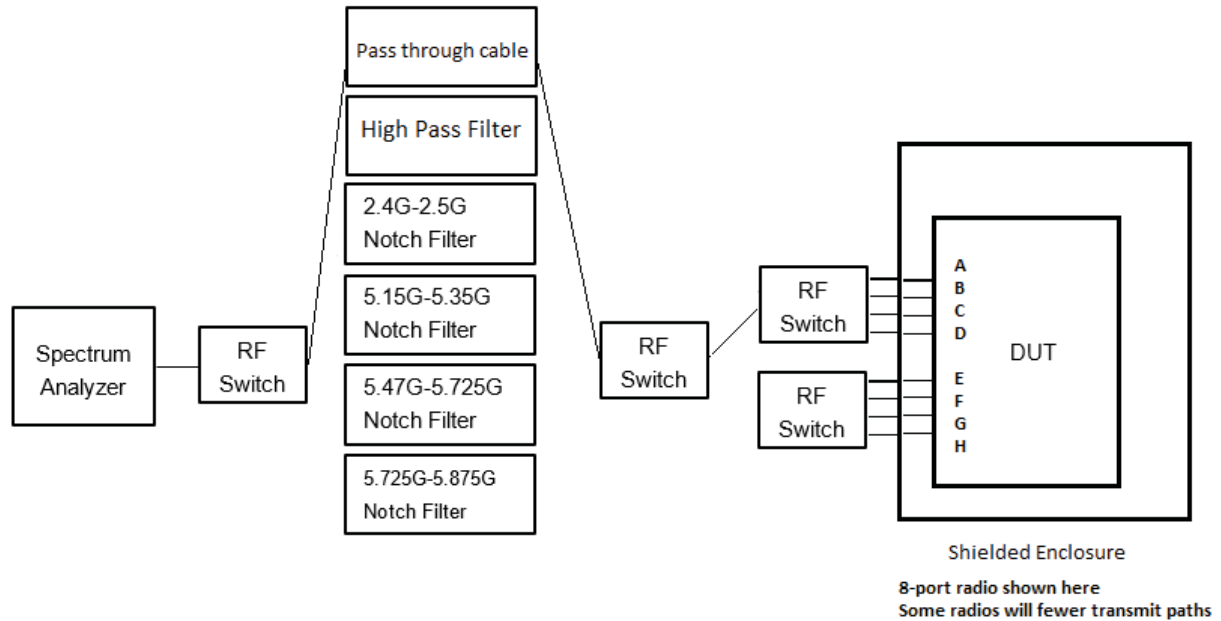 Pass through cable
High Pass Filter
2.4G-2.5G
Notch Filter
5.15G-5.35G
Notch Filter
5.47G-5.725G
Notch Filter
5.725G-5.875G
Notch Filter
Spectrum
Analyzer
RF
Switch
RF
Switch
RF
Switch
RF
Switch
A
B
C
D
E
F
G
H
DUT
Shielded Enclosure
8-port radio shown here
Some radios will fewer transmit paths